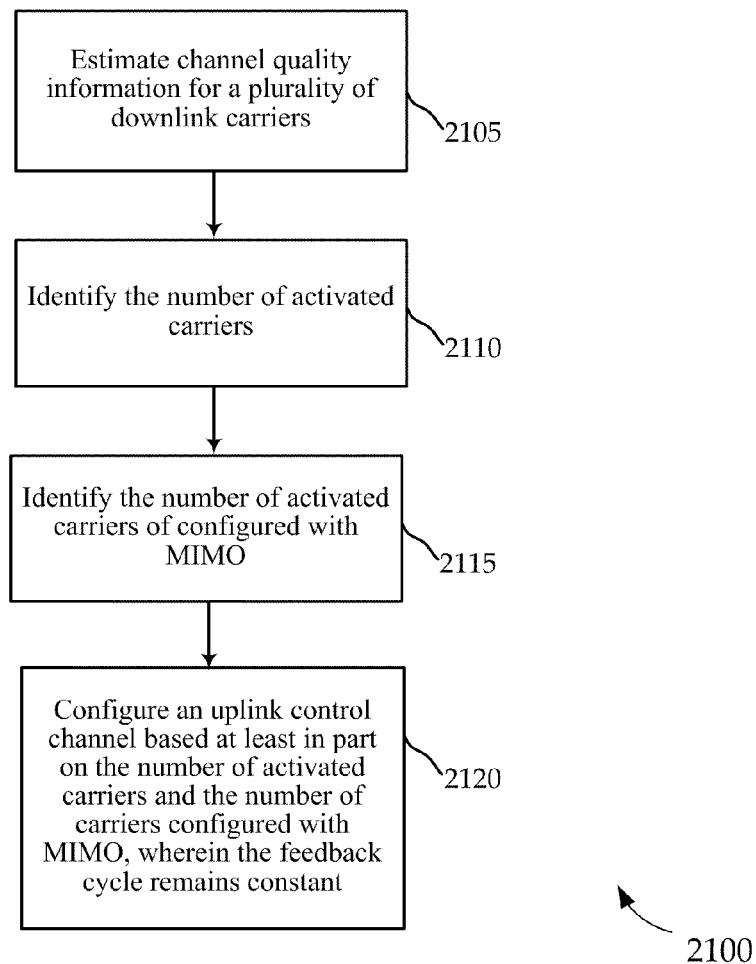 Estimate channel quality
information for a plurality of
downlink carriers
2105
Identify the number of activated
carriers
2110
Identify the number of activated
carriers of configured with
MIMO
2115
Configure an uplink control
channel based at least in part
on the number of activated
carriers and the number of
carriers configured with
MIMO, wherein the feedback
cycle remains constant
2120
2100